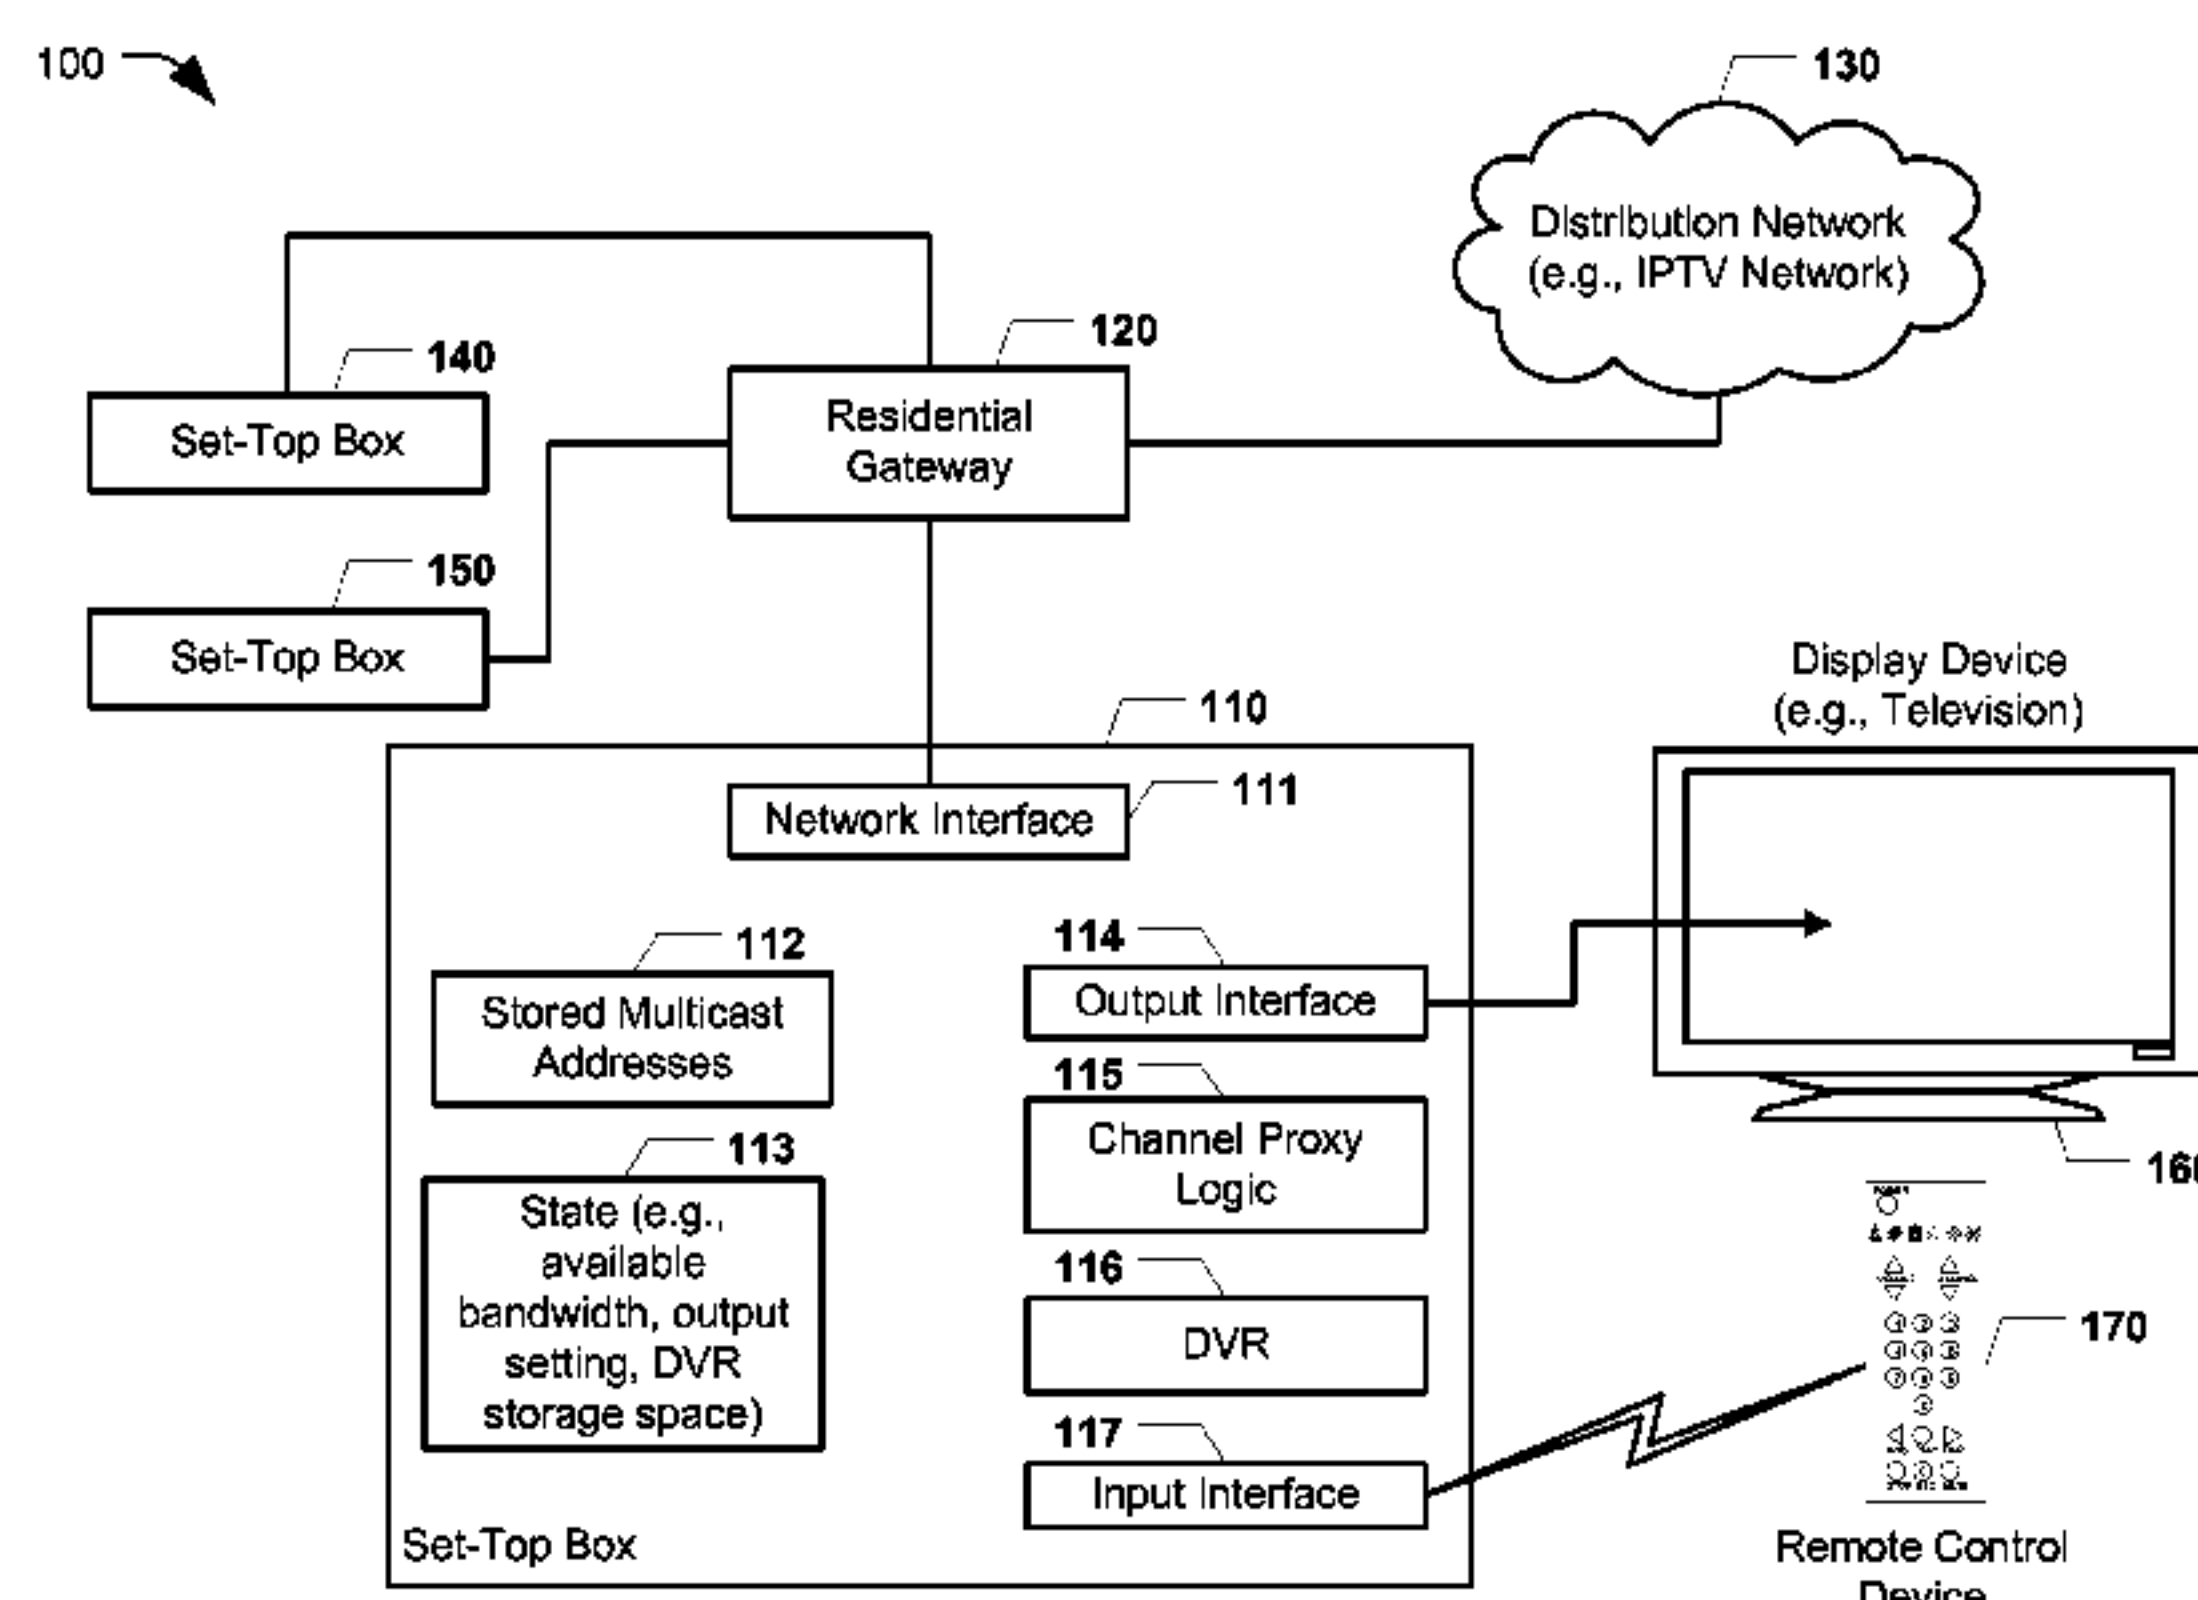 100
130
Distribution Network
(e.g., IPTV Network)
120
140
Residential
Gateway
Set-Top Box
150
Set-Top Box
Display Device
(e.g., Television)
110
111
Network Interface
112
Stored Multicast
Addresses
114
Output Interface
115
Channel Proxy
Logic
113
State (e.g.,
available
bandwidth, output
setting, DVR
storage space)
116
DVR
117
Input Interface
Set-Top Box
160
170
Remote Control
Device